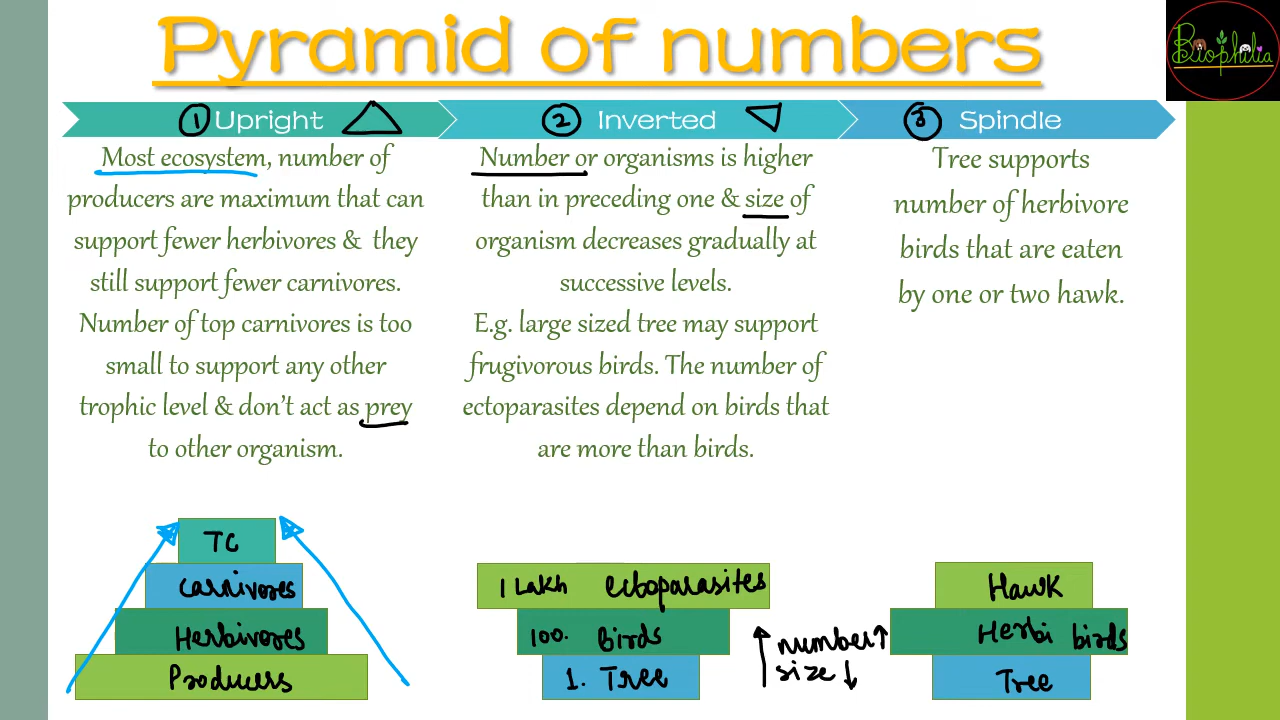 Pyramid of numbers
Biophilia
① Upright
② Inverted
③ Spindle
Most ecosystem, number of
producers are maximum that can
support fewer herbivores & they
still support fewer carnivores.
Number of top carnivores is too
small to support any other
trophic level & don't act as prey
to other organism.
Number or organisms is higher
than in preceding one & size of
organism decreases gradually at
successive levels.
E.g. large sized tree may support
frugivorous birds. The number of
ectoparasites depend on birds that
are more than birds.
Tree supports
number of herbivore
birds that are eaten
by one or two hawk.
TC
Carnivores
Herbivores
Producers
1 Lakh ectoparasites
100. Birds
1. Tree
number↑
size↓
Hawk
Herbi birds
Tree